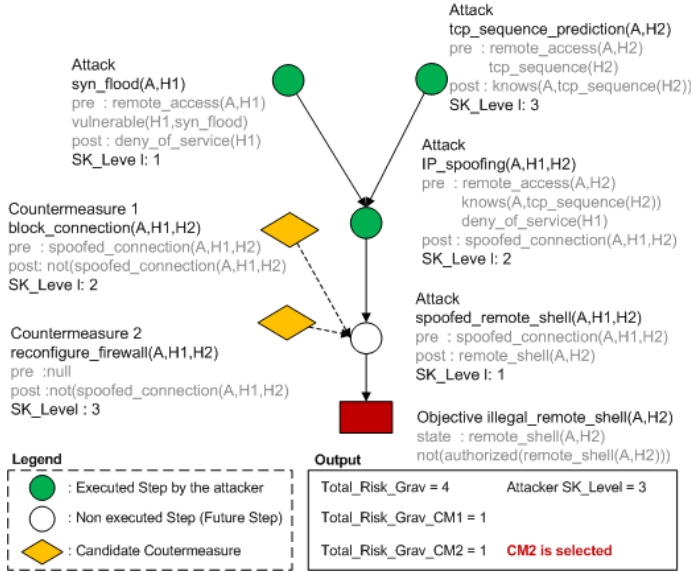 Attack
tcp_sequence_prediction(A,H2)
pre : remote_access(A,H2)
tcp_sequence(H2)
post : knows(A,tcp_sequence(H2))
SK_Leve l: 3
Attack
syn_flood(A,H1)
pre : remote_access(A,H1)
vulnerable(H1,syn_flood)
post : deny_of_service(H1)
SK_Leve l: 1
Attack
IP_spoofing(A,H1,H2)
pre : remote_access(A,H2)
knows(A,tcp_sequence(H2))
deny_of_service(H1)
post : spoofed_connection(A,H1,H2)
SK_Leve l: 2
Countermeasure 1
block_connection(A,H1,H2)
pre : spoofed_connection(A,H1,H2)
post: not(spoofed_connection(A,H1,H2)
SK_Leve l: 2
Attack
spoofed_remote_shell(A,H1,H2)
pre : spoofed_connection(A,H1,H2)
post : remote_shell(A,H2)
SK_Leve l: 1
Countermeasure 2
reconfigure_firewall(A,H1,H2)
pre :null
post :not(spoofed_connection(A,H1,H2)
SK_Level : 3
Objective illegal_remote_shell(A,H2)
state : remote_shell(A,H2)
not(authorized(remote_shell(A,H2)))
Legend
: Executed Step by the attacker
: Non executed Step (Future Step)
: Candidate Coutermeasure
Output
Total_Risk_Grav = 4 Attacker SK_Level = 3
Total_Risk_Grav_CM1 = 1
Total_Risk_Grav_CM2 = 1 CM2 is selected